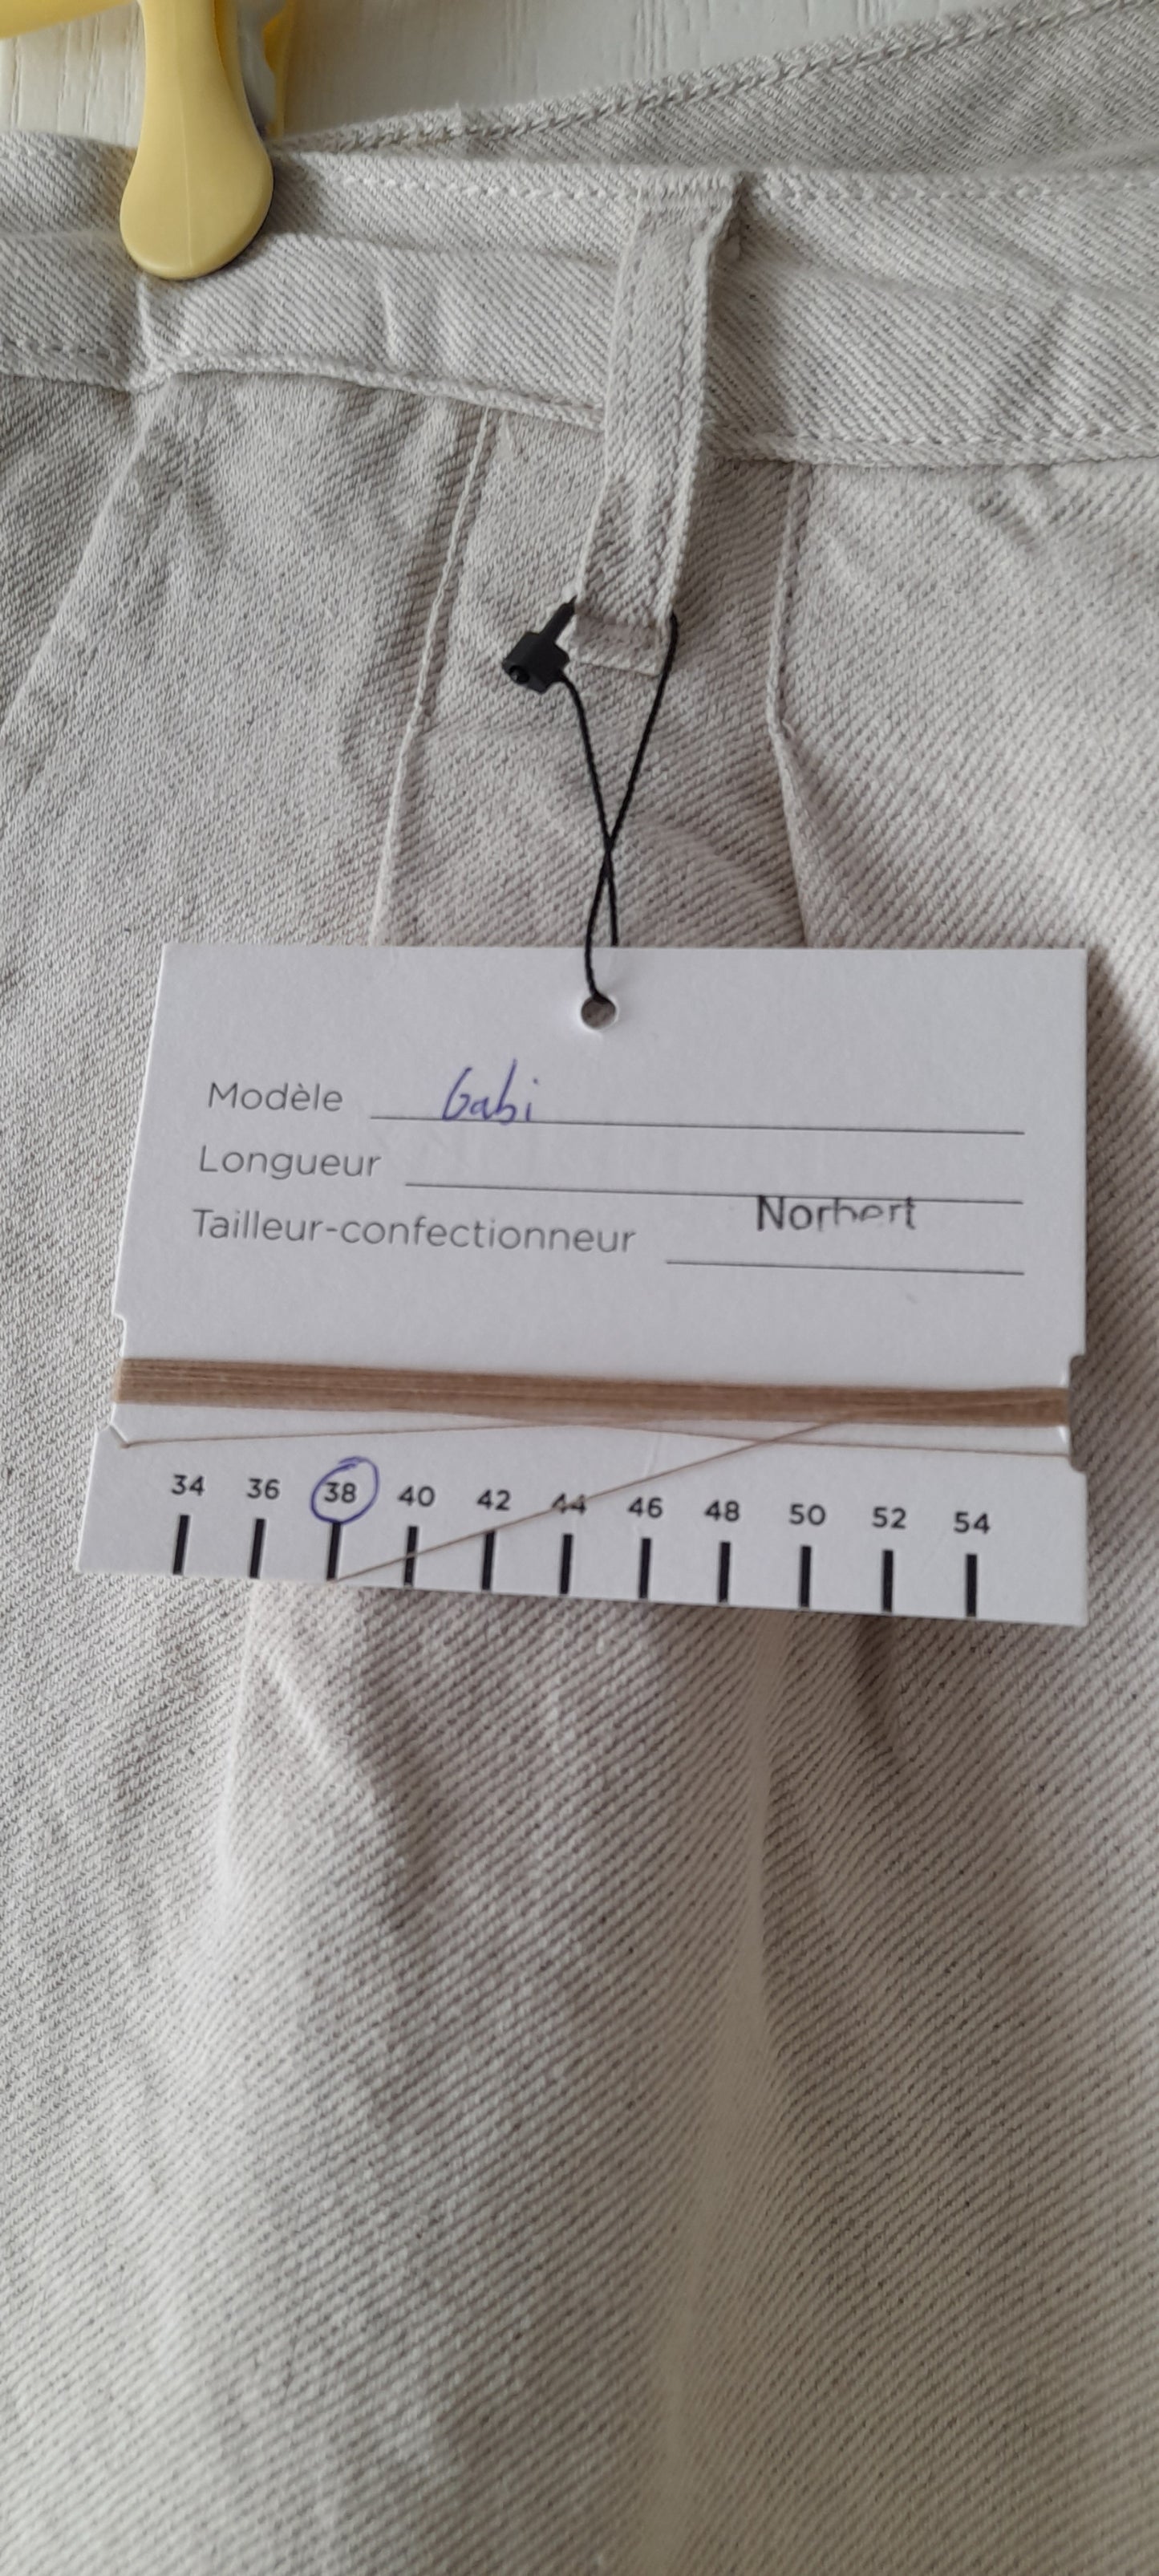 Modèle Gabi
Longueur
Tailleur-confectionneur Norbert
34 36 38 40 42 44 46 48 50 52 54